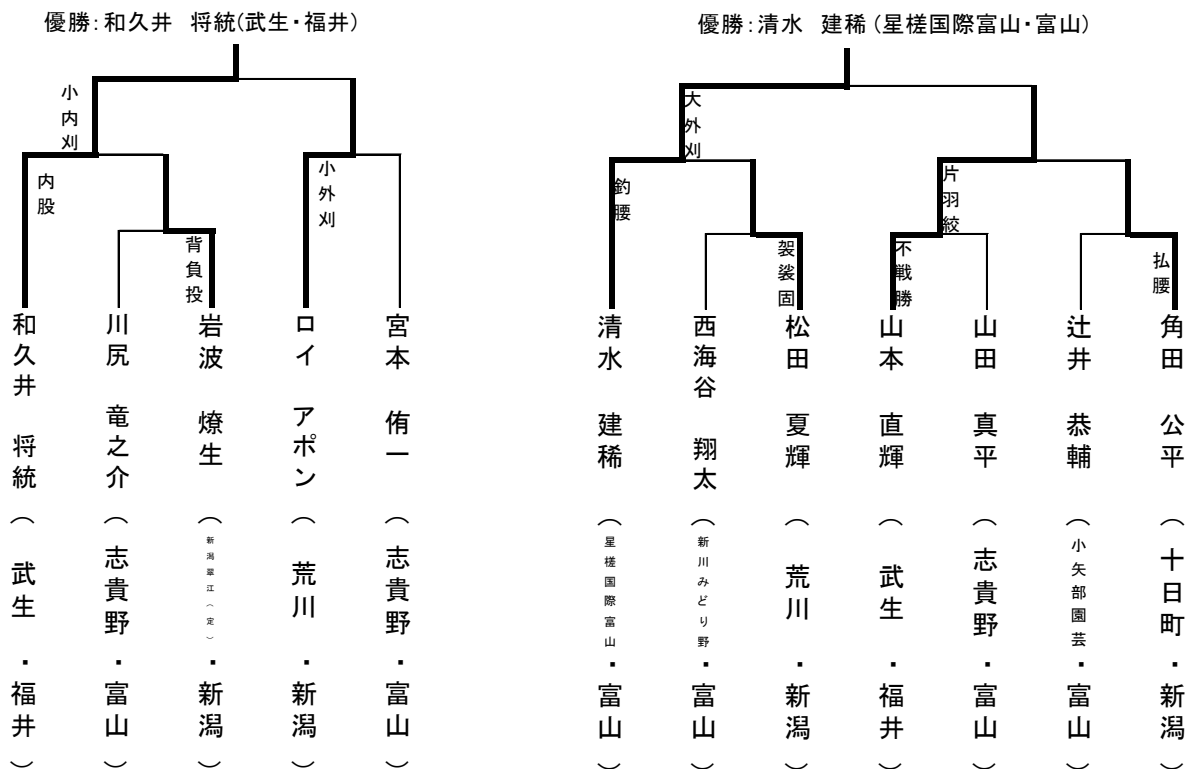 優勝:和久井　将統(武生・福井)
優勝:清水　建稀(星槎国際富山・富山)
小内刈
大外刈
内股
小外刈
釣腰
片羽絞
背負投
袈裟固
不戦勝
払腰
和久井　将統（武生・福井）
川尻　竜之介（志貴野・富山）
岩波　燎生（新潟翠江（定）・新潟）
ロイ　アポン（荒川・新潟）
宮本　侑一（志貴野・富山）
清水　建稀（星槎国際富山・富山）
西海谷　翔太（新川みどり野・富山）
松田　夏輝（荒川・新潟）
山本　直輝（武生・福井）
山田　真平（志貴野・富山）
辻井　恭輔（小矢部園芸・富山）
角田　公平（十日町・新潟）